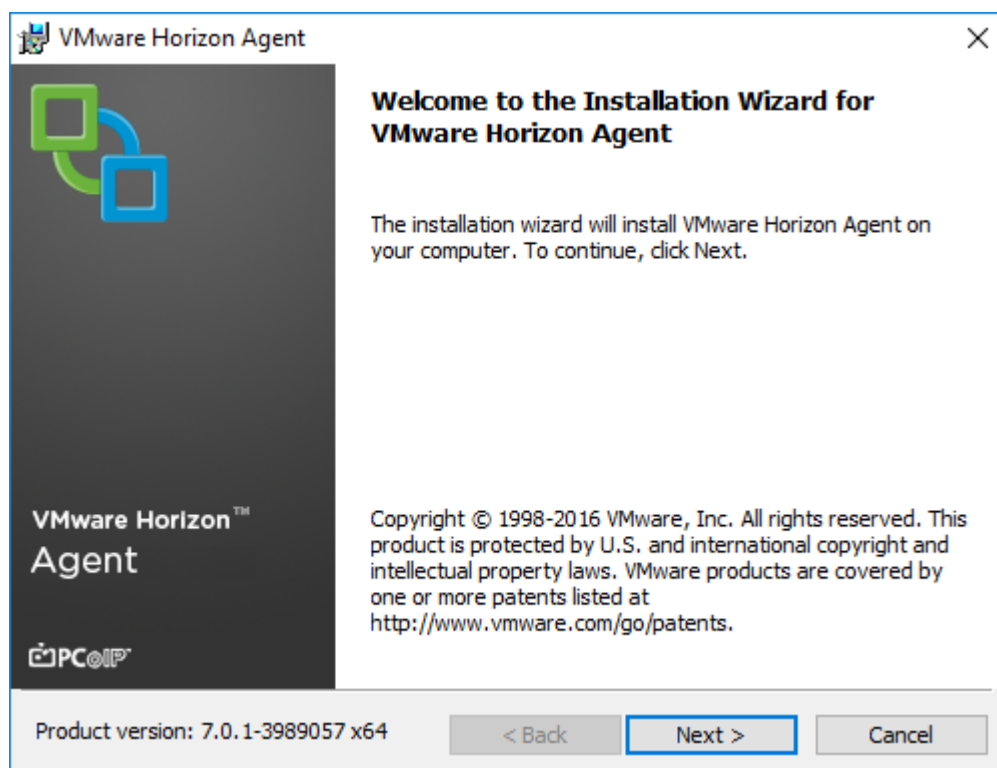 VMware Horizon Agent
Welcome to the Installation Wizard for
VMware Horizon Agent
The installation wizard will install VMware Horizon Agent on
your computer. To continue, click Next.
VMware Horizon™
Agent
Copyright © 1998-2016 VMware, Inc. All rights reserved. This
product is protected by U.S. and international copyright and
intellectual property laws. VMware products are covered by
one or more patents listed at
http://www.vmware.com/go/patents.
PCoIP™
Product version: 7.0.1-3989057 x64
< Back
Next >
Cancel